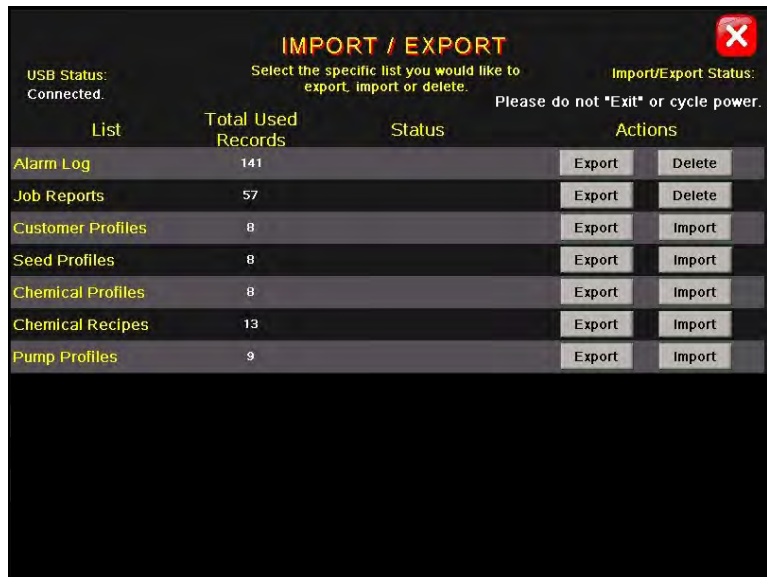 IMPORT / EXPORT
USB Status:
Connected.
Select the specific list you would like to
export, import or delete.
Import/Export Status:
Please do not "Exit" or cycle power.
List
Total Used
Records
Status
Actions
Alarm Log 141 Export Delete
Job Reports 57 Export Delete
Customer Profiles 8 Export Import
Seed Profiles 8 Export Import
Chemical Profiles 8 Export Import
Chemical Recipes 13 Export Import
Pump Profiles 9 Export Import